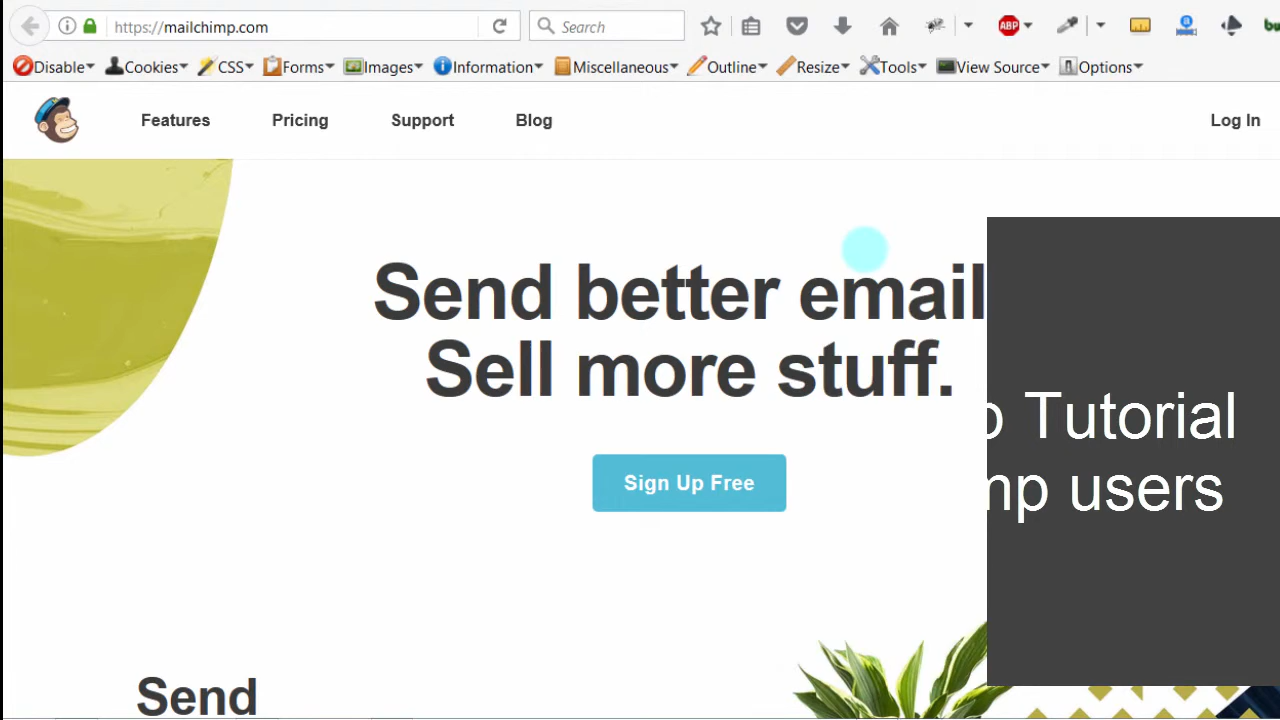 https://mailchimp.com
Search
ABP
Disable Cookies CSS Forms Images Information Miscellaneous Outline Resize Tools View Source Options
Features Pricing Support Blog Log In
Send better email
Sell more stuff.
Tutorial
users
Sign Up Free
Send